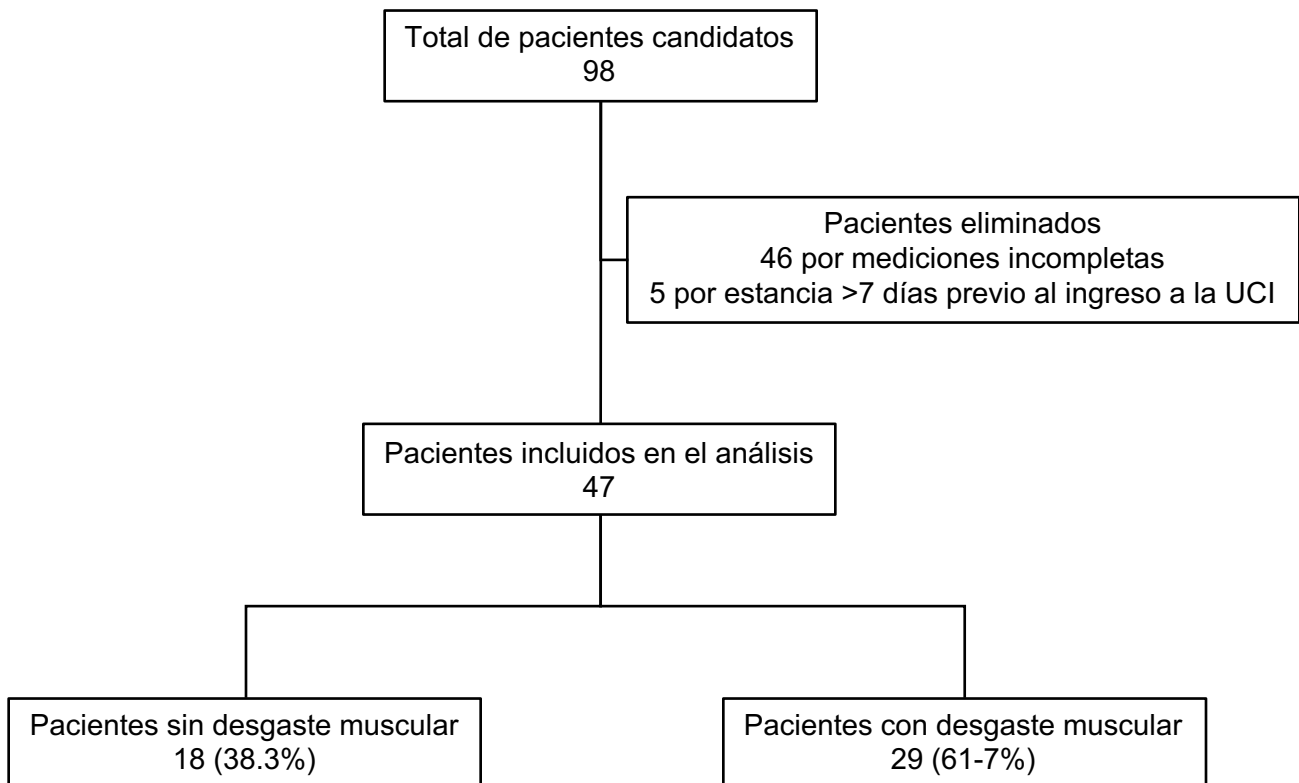 Total de pacientes candidatos
98
Pacientes eliminados
46 por mediciones incompletas
5 por estancia >7 días previo al ingreso a la UCI
Pacientes incluidos en el análisis
47
Pacientes sin desgaste muscular
18 (38.3%)
Pacientes con desgaste muscular
29 (61-7%)